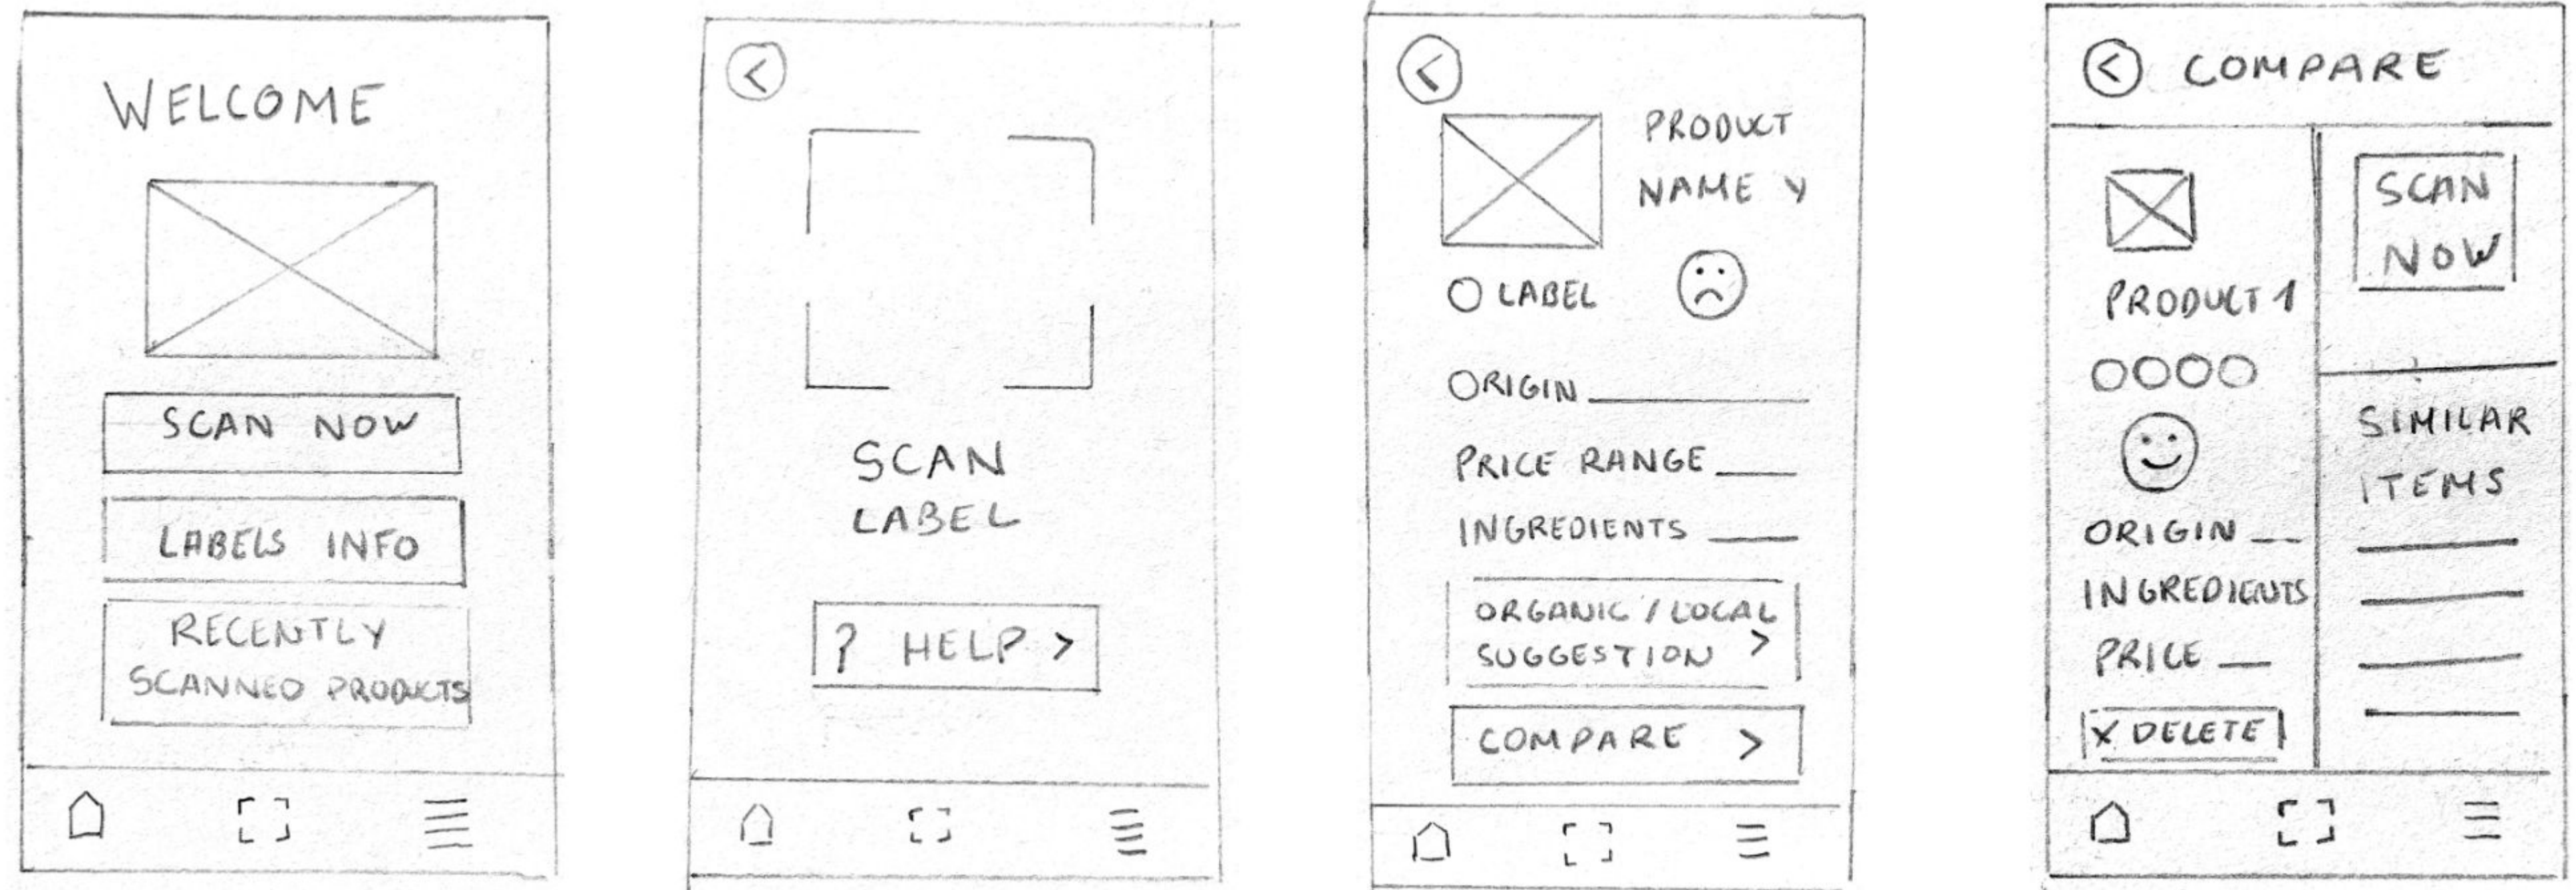 WELCOME
SCAN NOW
LABELS INFO
RECENTLY
SCANNED PRODUCTS
SCAN
LABEL
? HELP >
PRODUCT
NAME Y
LABEL
ORIGIN
PRICE RANGE
INGREDIENTS
ORGANIC / LOCAL
SUGGESTION >
COMPARE >
< COMPARE
PRODUCT 1
ORIGIN
INGREDIENTS
PRICE
X DELETE
SCAN
NOW
SIMILAR
ITEMS